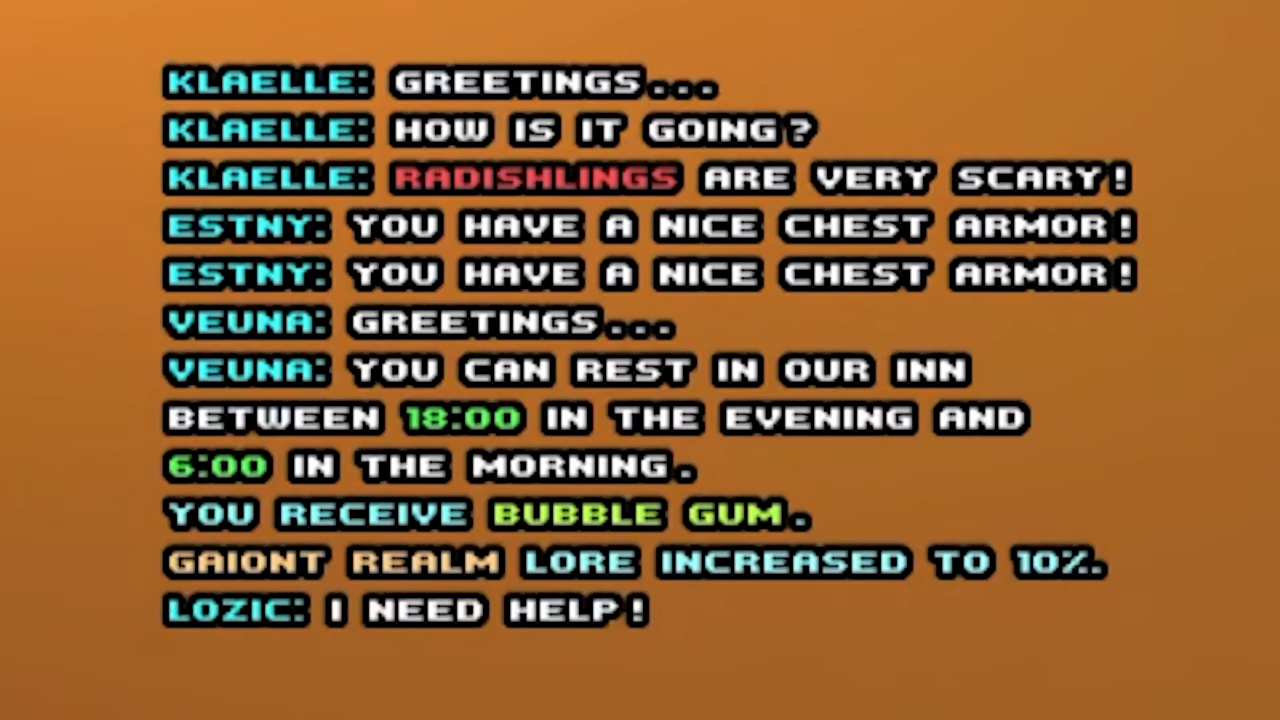 KLAELLE: GREETINGS...
KLAELLE: HOW IS IT GOING?
KLAELLE: RADISHLINGS ARE VERY SCARY!
ESTNY: YOU HAVE A NICE CHEST ARMOR!
ESTNY: YOU HAVE A NICE CHEST ARMOR!
VEUNA: GREETINGS...
VEUNA: YOU CAN REST IN OUR INN
BETWEEN 18:00 IN THE EVENING AND
6:00 IN THE MORNING.
YOU RECEIVE BUBBLE GUM.
GAIONT REALM LORE INCREASED TO 10%.
LOZIC: I NEED HELP!